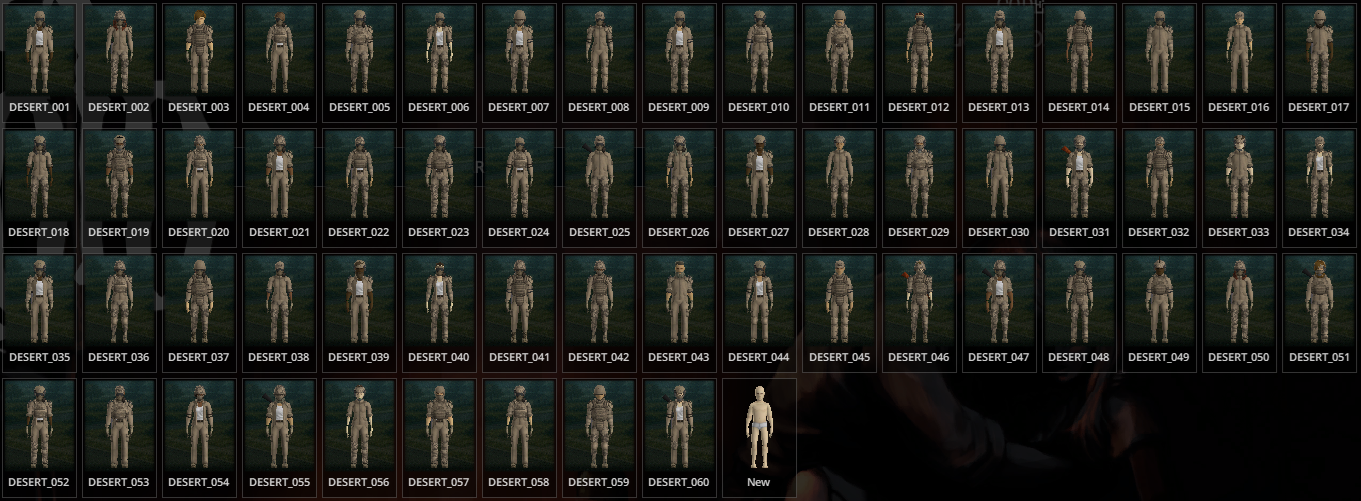 DESERT_001 DESERT_002 DESERT_003 DESERT_004 DESERT_005 DESERT_006 DESERT_007 DESERT_008 DESERT_009 DESERT_010 DESERT_011 DESERT_012 DESERT_013 DESERT_014 DESERT_015 DESERT_016 DESERT_017
DESERT_018 DESERT_019 DESERT_020 DESERT_021 DESERT_022 DESERT_023 DESERT_024 DESERT_025 DESERT_026 DESERT_027 DESERT_028 DESERT_029 DESERT_030 DESERT_031 DESERT_032 DESERT_033 DESERT_034
DESERT_035 DESERT_036 DESERT_037 DESERT_038 DESERT_039 DESERT_040 DESERT_041 DESERT_042 DESERT_043 DESERT_044 DESERT_045 DESERT_046 DESERT_047 DESERT_048 DESERT_049 DESERT_050 DESERT_051
DESERT_052 DESERT_053 DESERT_054 DESERT_055 DESERT_056 DESERT_057 DESERT_058 DESERT_059 DESERT_060 New